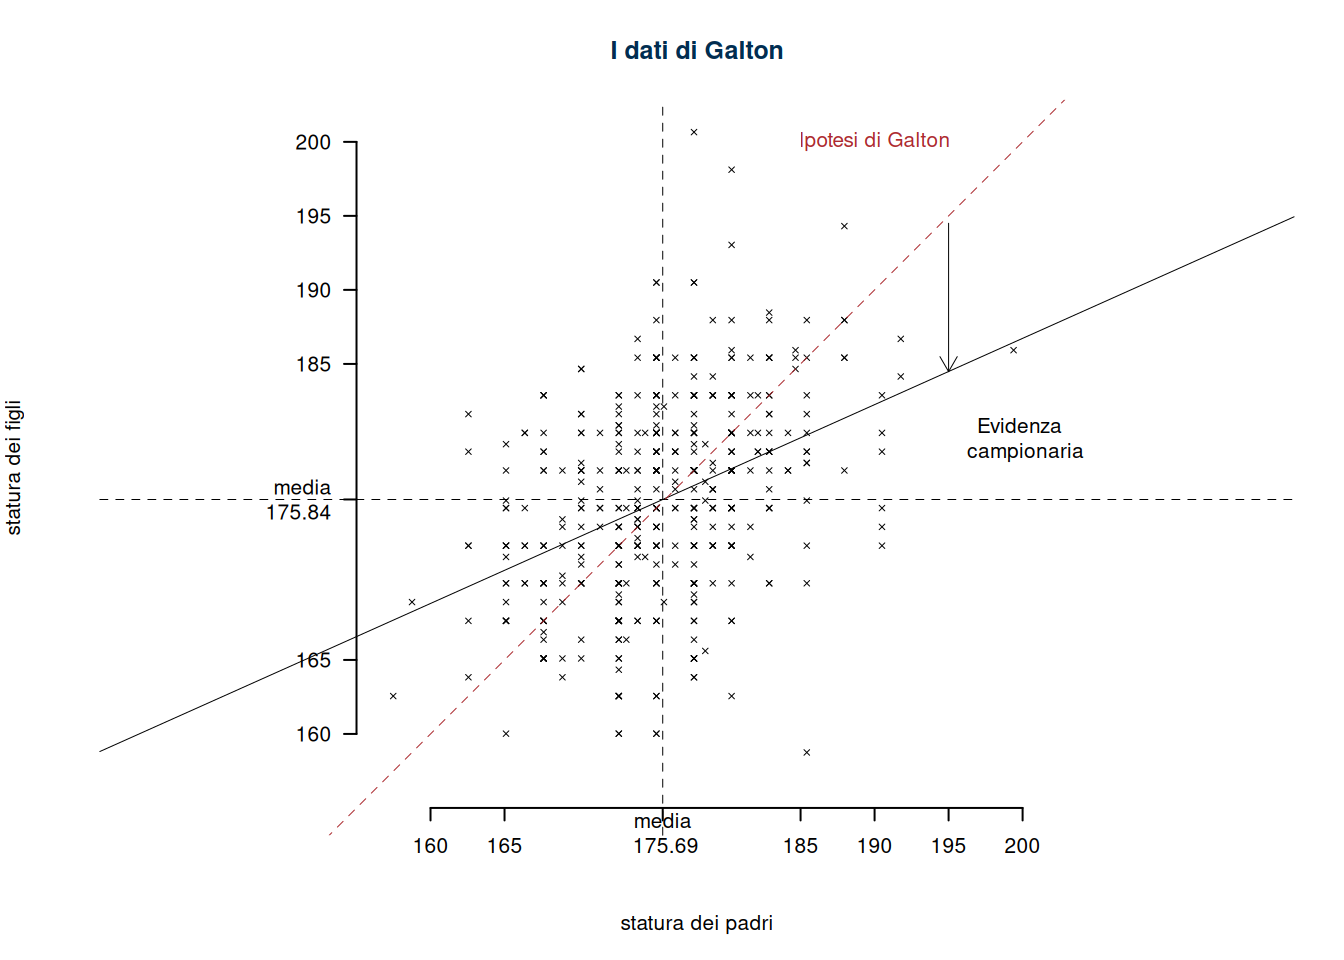 I dati di Galton
Ipotesi di Galton
200
195
190
185
media
175.84
165
160
statura dei figli
Evidenza
campionaria
media
160 165 175.69 185 190 195 200
statura dei padri